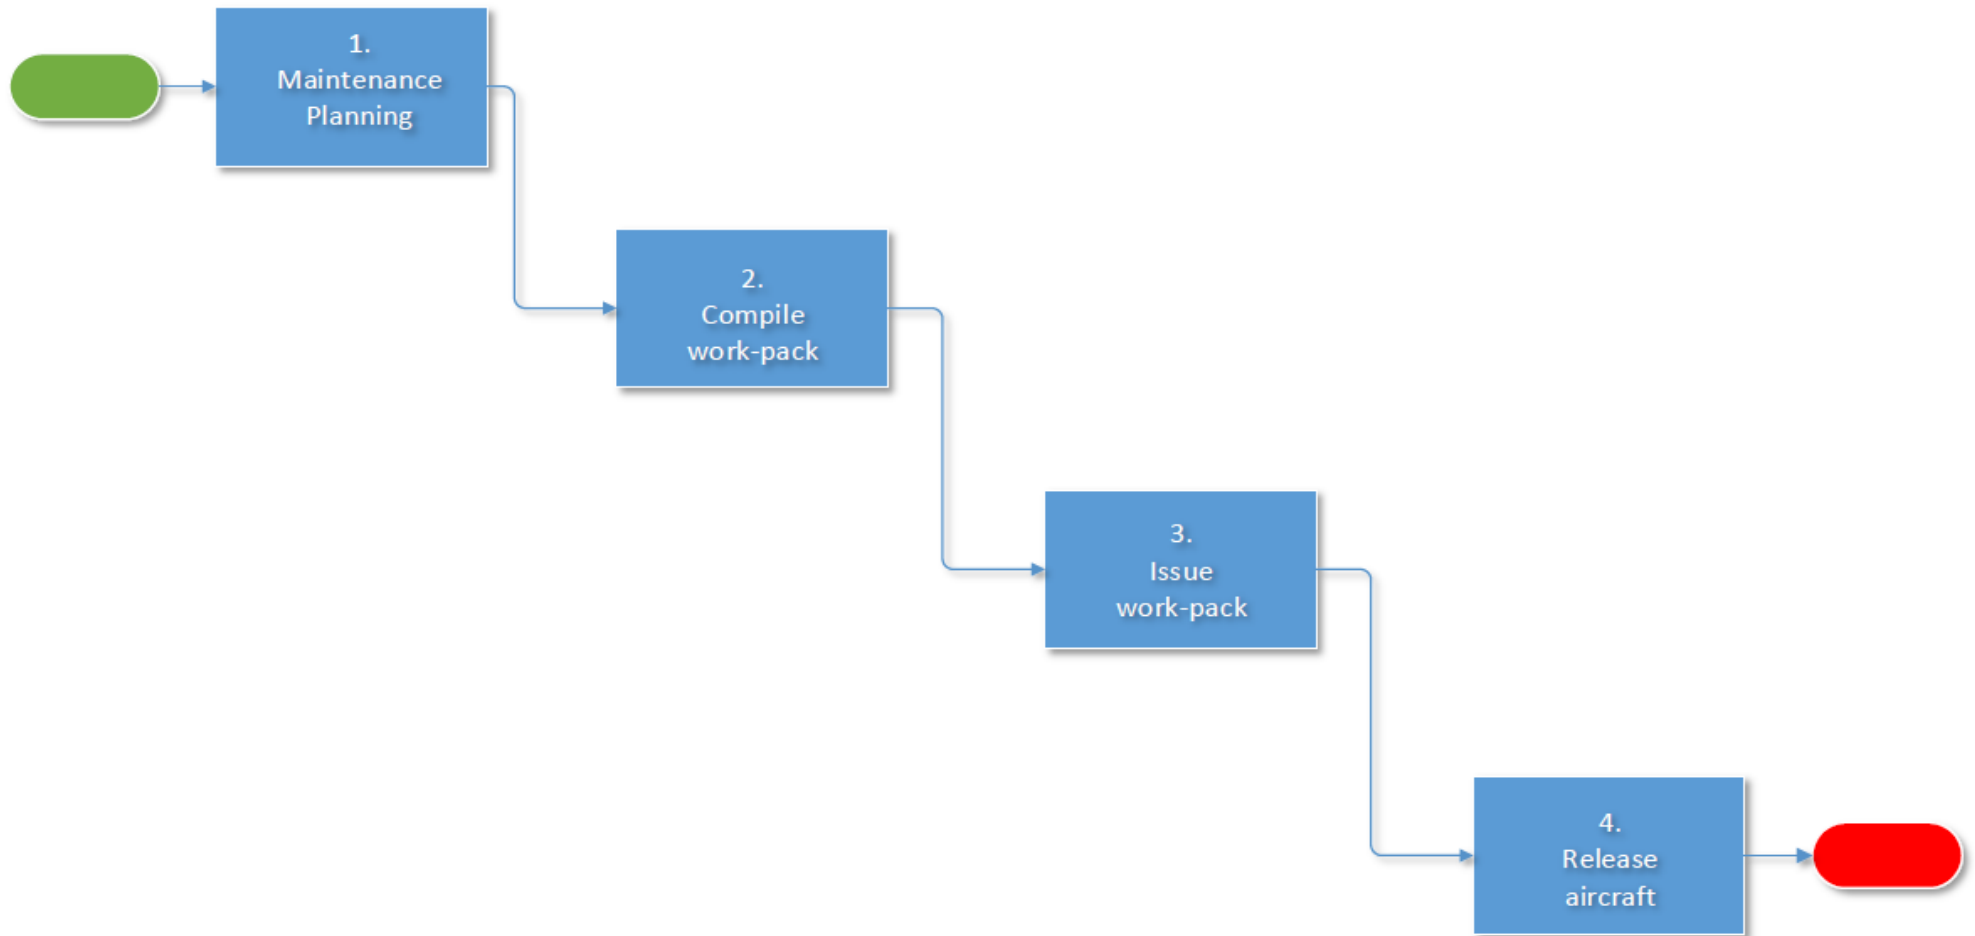 1.
Maintenance
Planning
2.
Compile
work-pack
3.
Issue
work-pack
4.
Release
aircraft